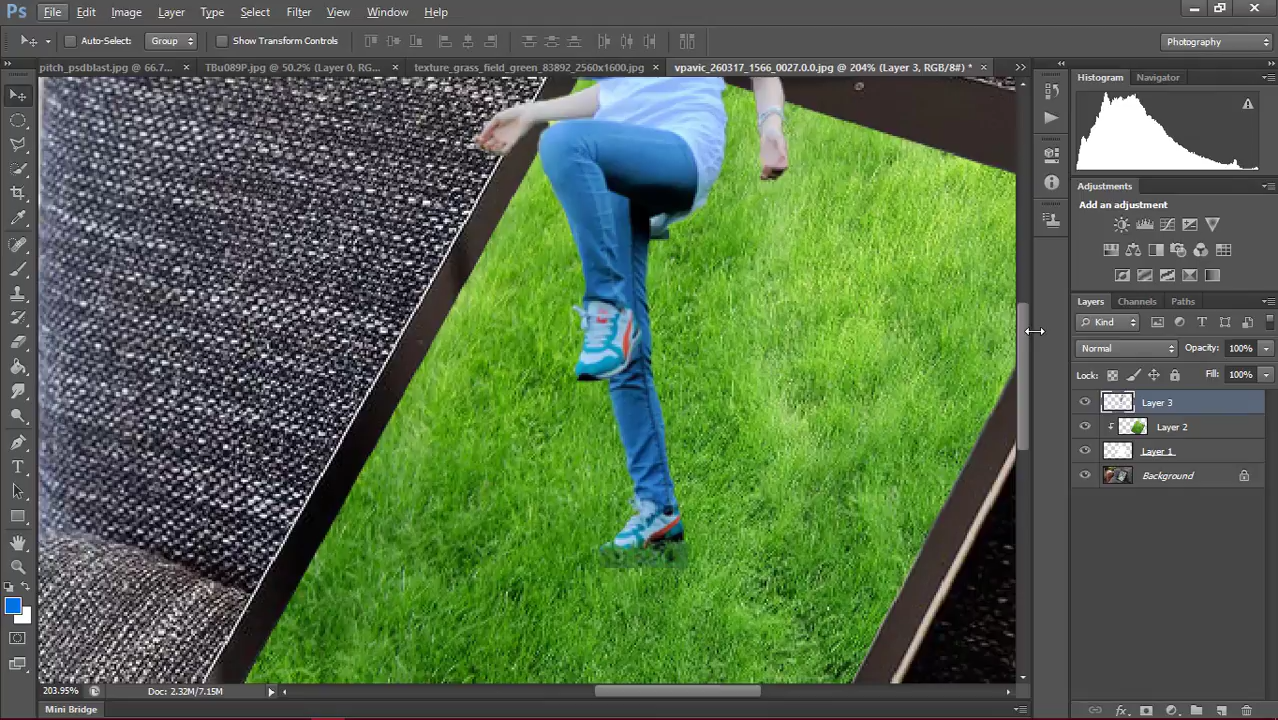 Ps File Edit Image Layer Type Select Filter View Window Help
Auto-Select: Group Show Transform Controls Photography
pitch_psdblast.jpg @ 66.7... × TBu089P.jpg @ 50.2% (Layer 0, RG... × texture_grass_field_green_83892_2560x1600.jpg × vpavic_260317_1566_0027.0.0.jpg @ 204% (Layer 3, RGB/8#) * ×
Histogram Navigator
Adjustments
Add an adjustment
Layers Channels Paths
Kind
Normal Opacity: 100%
Lock: Fill: 100%
Layer 3
Layer 2
Layer 1
Background
203.95% Doc: 2.32M/7.15M
Mini Bridge